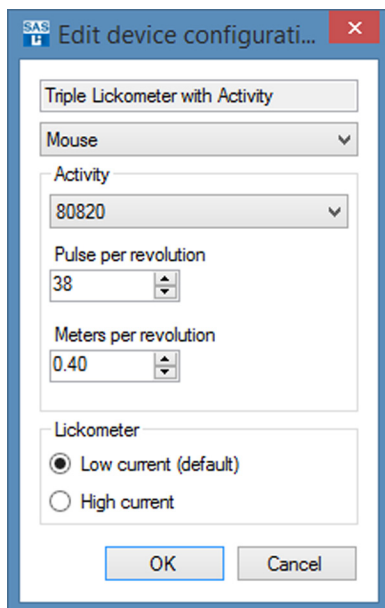 SAS
Edit device configurati...
Triple Lickometer with Activity
Mouse
Activity
80820
Pulse per revolution
38
Meters per revolution
0.40
Lickometer
Low current (default)
High current
OK
Cancel